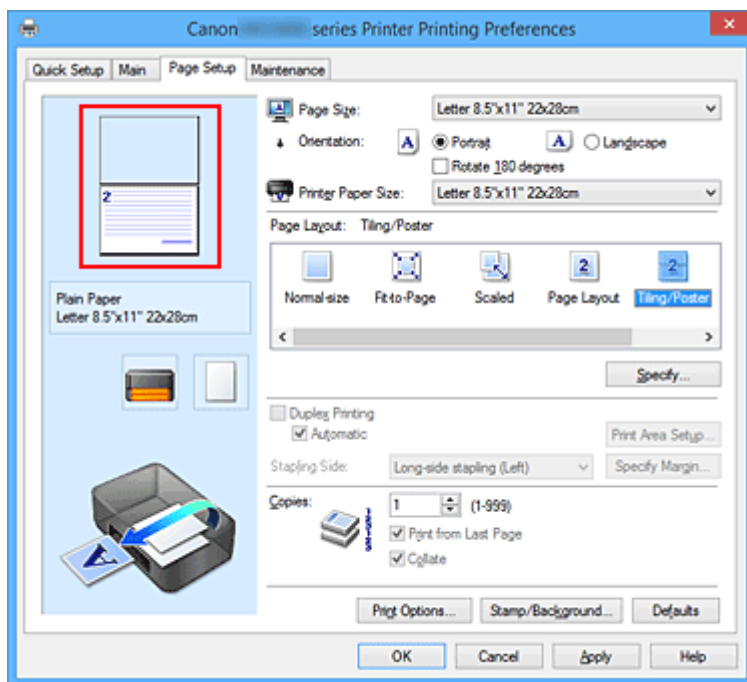 Canon series Printer Printing Preferences
Quick Setup Main Page Setup Maintenance
2
Plain Paper
Letter 8.5"x11" 22x28cm
Page Size: Letter 8.5"x11" 22x28cm
Orientation: A Portrait A Landscape
Rotate 180 degrees
Printer Paper Size: Letter 8.5"x11" 22x28cm
Page Layout: Tiling/Poster
2 2
Normal-size Fit-to-Page Scaled Page Layout Tiling/Poster
Specify...
Duplex Printing
Automatic Print Area Setup...
Stapling Side: Long-side stapling (Left) Specify Margin...
Copies: 1 (1-999)
Print from Last Page
Collate
A
Print Options... Stamp/Background... Defaults
OK Cancel Apply Help